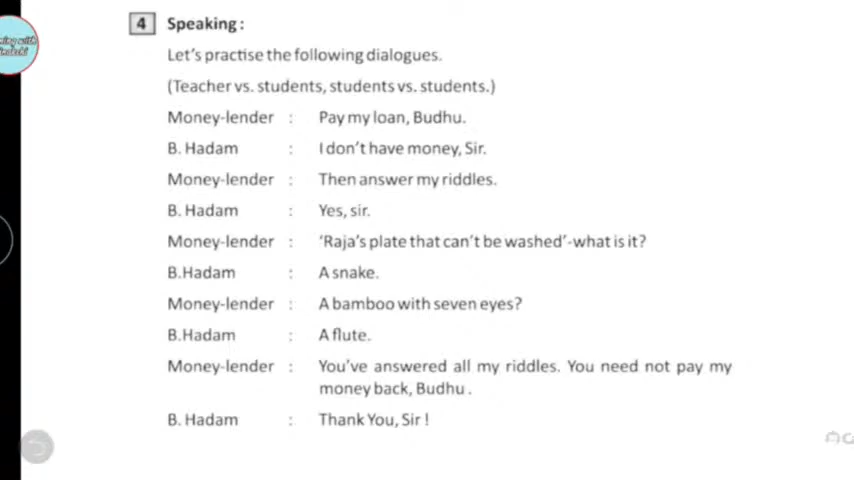 4 Speaking :
Let's practise the following dialogues.
(Teacher vs. students, students vs. students.)
Money-lender : Pay my loan, Budhu.
B. Hadam : I don't have money, Sir.
Money-lender : Then answer my riddles.
B. Hadam : Yes, sir.
Money-lender : 'Raja's plate that can't be washed'-what is it?
B.Hadam : A snake.
Money-lender : A bamboo with seven eyes?
B.Hadam : A flute.
Money-lender : You've answered all my riddles. You need not pay my
money back, Budhu .
B. Hadam : Thank You, Sir !